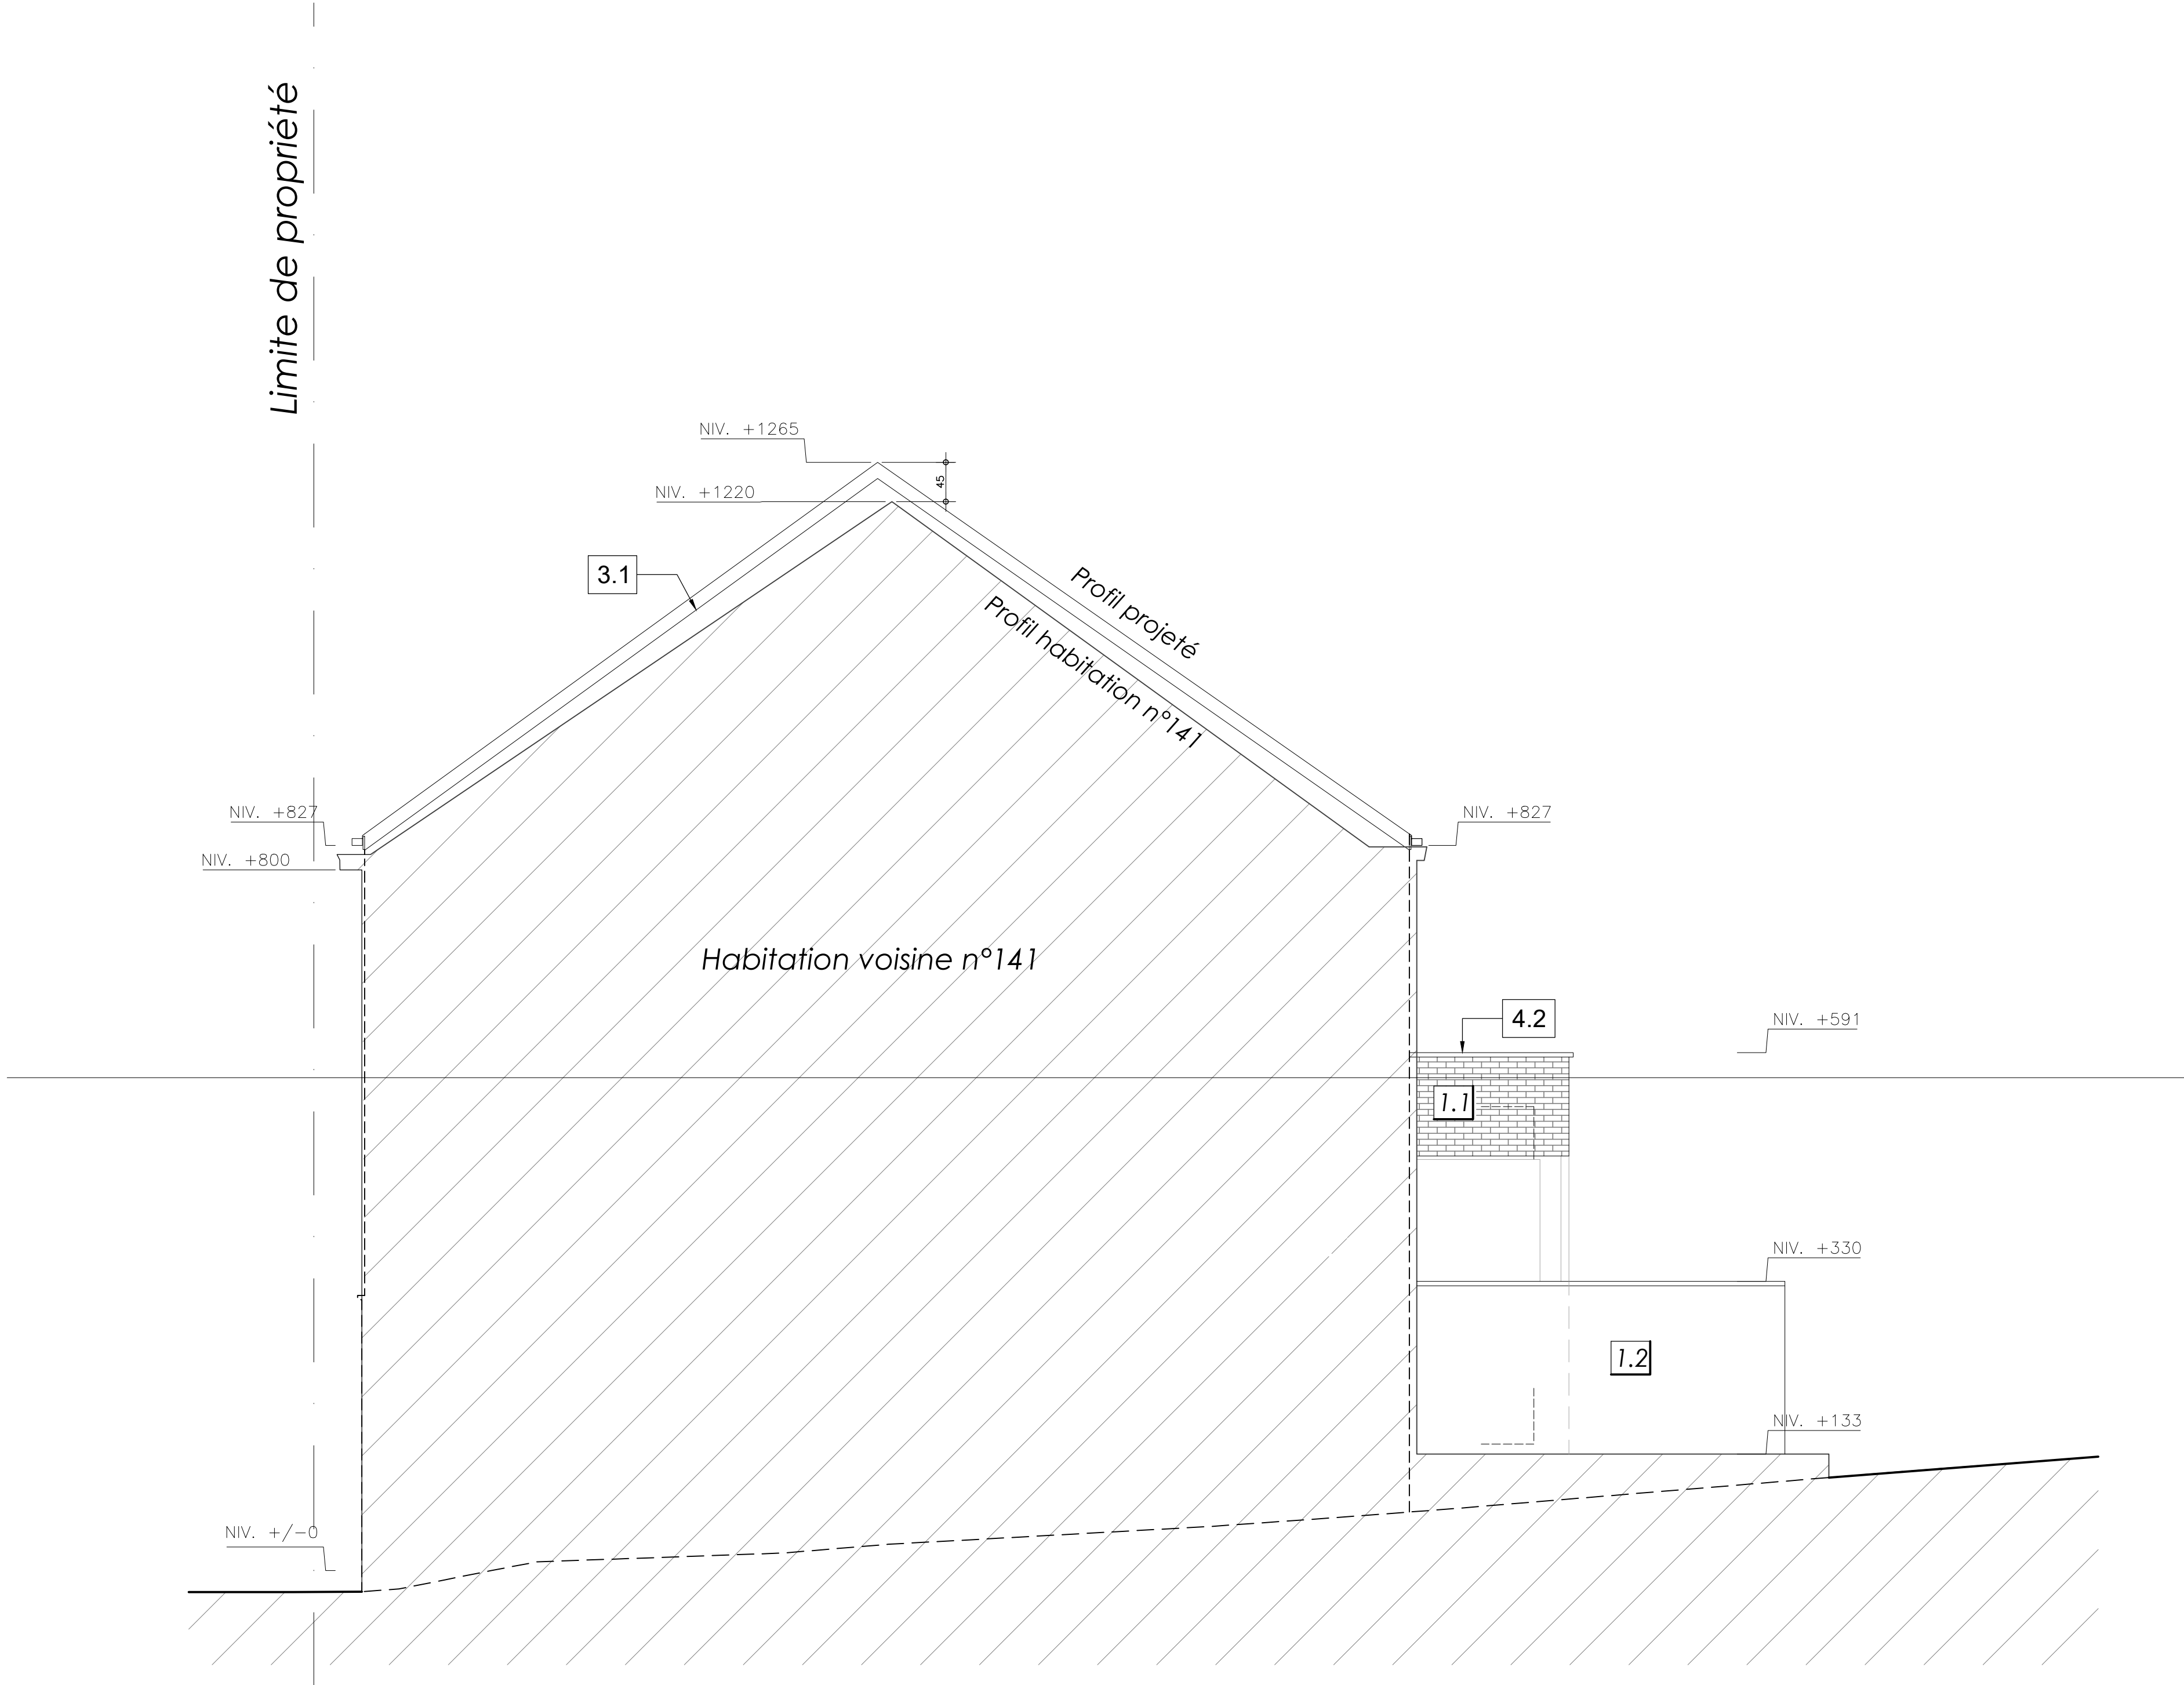 Limite de propriété
NIV. +1265
45
NIV. +1220
3.1
Profil projeté
Profil habitation n°141
NIV. +827
NIV. +827
NIV. +800
Habitation voisine n°141
4.2
NIV. +591
1.1
NIV. +330
1.2
NIV. +133
NIV. +/-0